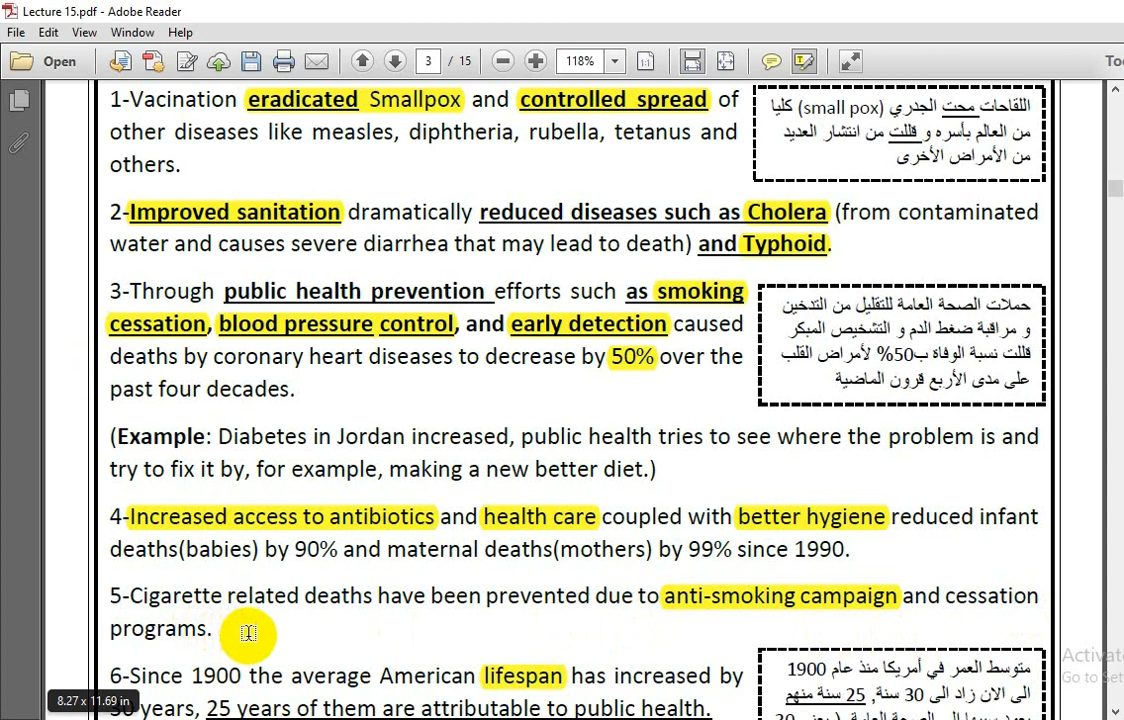 Lecture 15.pdf - Adobe Reader
File Edit View Window Help
Open 3 / 15 118%
1-Vacination eradicated Smallpox and controlled spread of
other diseases like measles, diphtheria, rubella, tetanus and
others.
اللقاحات محت الجدري (small pox) كليا
من العالم بأسره و قللت من انتشار العديد
من الأمراض الأخرى
2-Improved sanitation dramatically reduced diseases such as Cholera (from contaminated
water and causes severe diarrhea that may lead to death) and Typhoid.
3-Through public health prevention efforts such as smoking
cessation, blood pressure control, and early detection caused
deaths by coronary heart diseases to decrease by 50% over the
past four decades.
حملات الصحة العامة للتقليل من التدخين
و مراقبة ضغط الدم و التشخيص المبكر
قللت نسبة الوفاة ب50% لأمراض القلب
على مدى الأربع قرون الماضية
(Example: Diabetes in Jordan increased, public health tries to see where the problem is and
try to fix it by, for example, making a new better diet.)
4-Increased access to antibiotics and health care coupled with better hygiene reduced infant
deaths(babies) by 90% and maternal deaths(mothers) by 99% since 1990.
5-Cigarette related deaths have been prevented due to anti-smoking campaign and cessation
programs.
6-Since 1900 the average American lifespan has increased by
30 years, 25 years of them are attributable to public health.
متوسط العمر في أمريكا منذ عام 1900
الى الان زاد الى 30 سنة, 25 سنة منهم
8.27 x 11.69 in